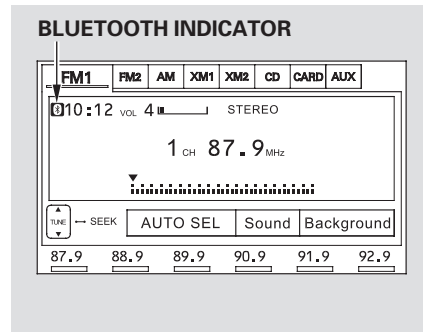 BLUETOOTH INDICATOR
FM1 FM2 AM XM1 XM2 CD CARD AUX
10:12 VOL 4 STEREO
1 CH 87.9 MHz
TUNE SEEK AUTO SEL Sound Background
87.9 88.9 89.9 90.9 91.9 92.9